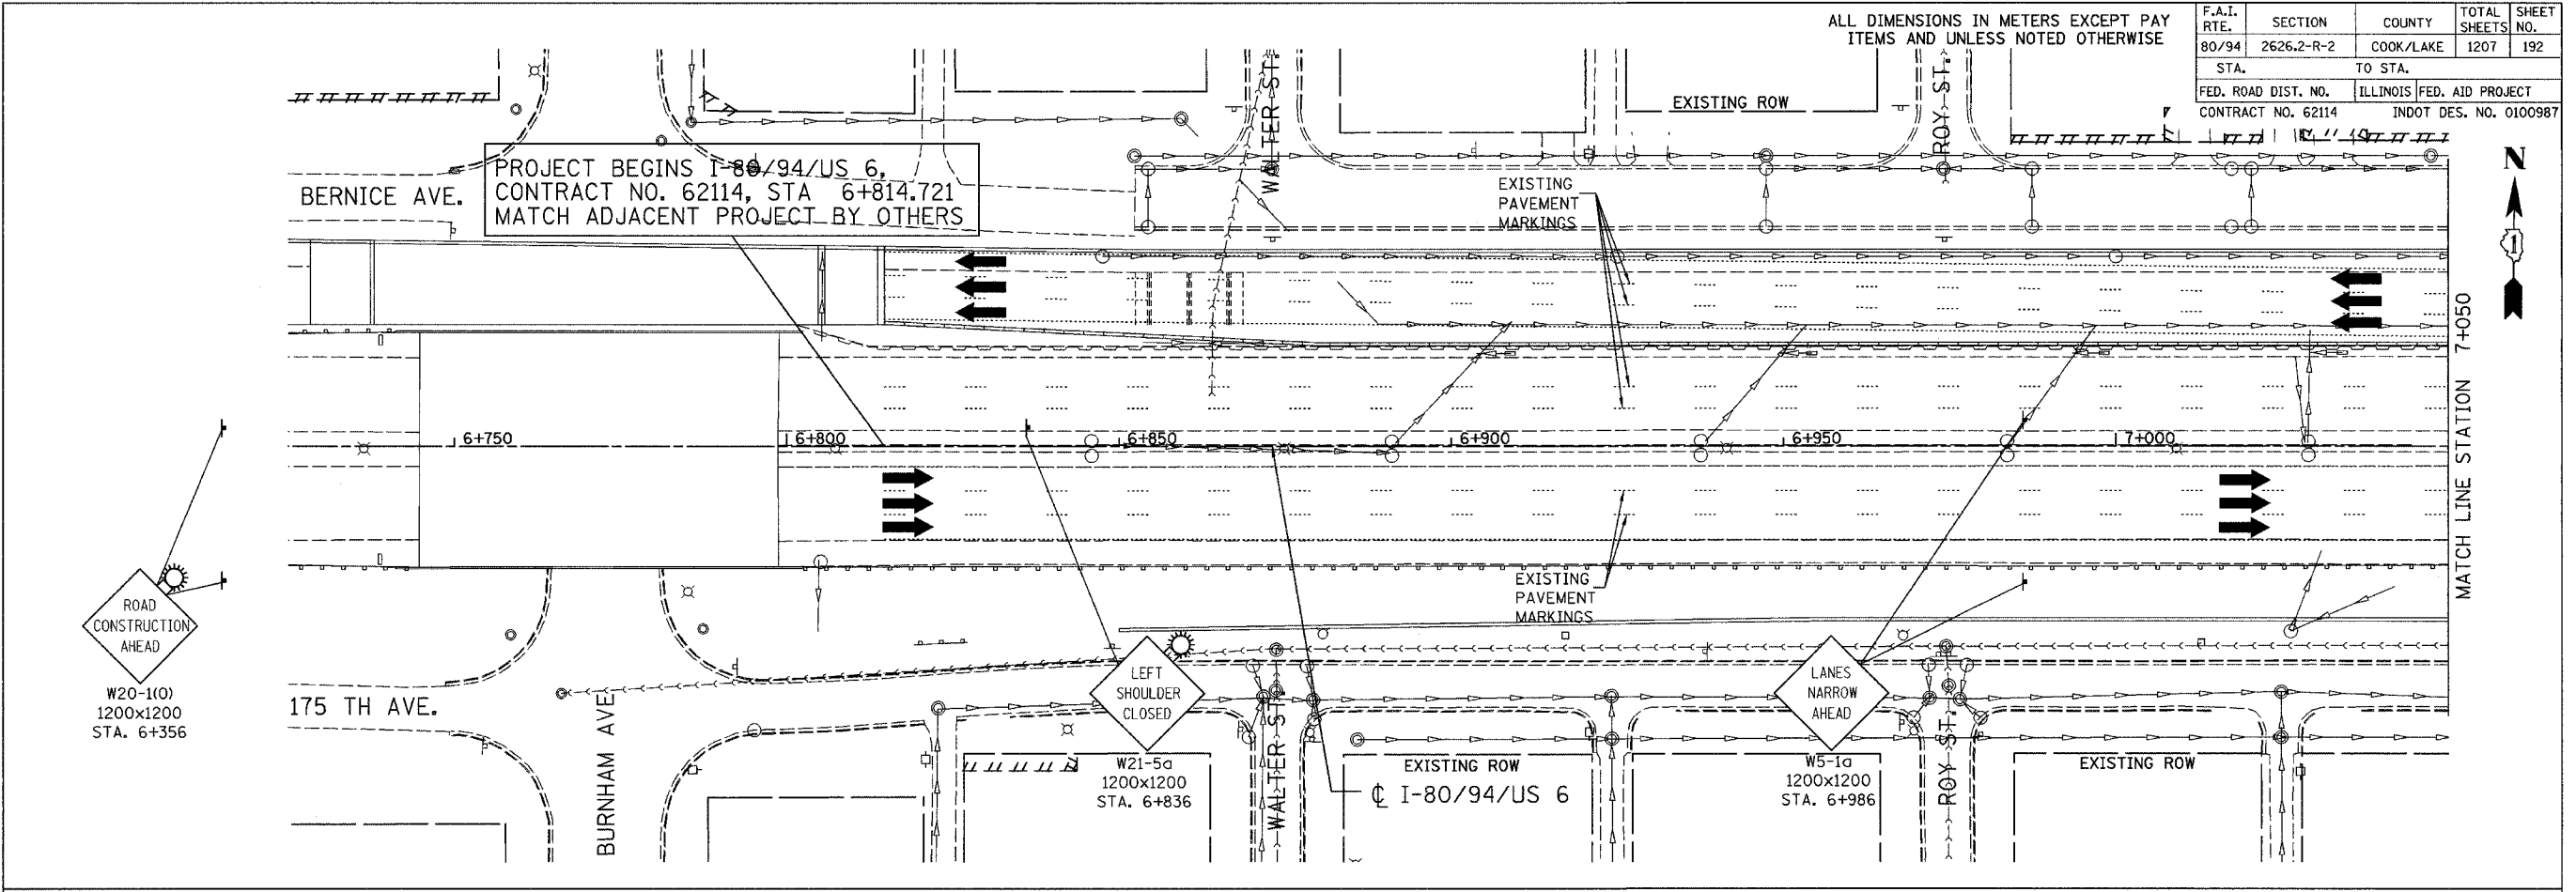 ALL DIMENSIONS IN METERS EXCEPT PAY
ITEMS AND UNLESS NOTED OTHERWISE
F.A.I. RTE. SECTION COUNTY TOTAL SHEETS SHEET NO.
80/94 2626.2-R-2 COOK/LAKE 1207 192
STA. TO STA.
FED. ROAD DIST. NO. ILLINOIS FED. AID PROJECT
CONTRACT NO. 62114 INDOT DES. NO. 0100987
WALTER ST.
ROY ST.
EXISTING ROW
N
1
BERNICE AVE.
PROJECT BEGINS I-80/94/US 6,
CONTRACT NO. 62114, STA 6+814.721
MATCH ADJACENT PROJECT BY OTHERS
EXISTING
PAVEMENT
MARKINGS
MATCH LINE STATION 7+050
6+750
6+800
6+850
6+900
6+950
7+000
EXISTING
PAVEMENT
MARKINGS
ROAD
CONSTRUCTION
AHEAD
W20-1(O)
1200x1200
STA. 6+356
175 TH AVE.
BURNHAM AVE
LEFT
SHOULDER
CLOSED
W21-5a
1200x1200
STA. 6+836
WALTER ST.
EXISTING ROW
℄ I-80/94/US 6
LANES
NARROW
AHEAD
W5-1a
1200x1200
STA. 6+986
ROY ST.
EXISTING ROW